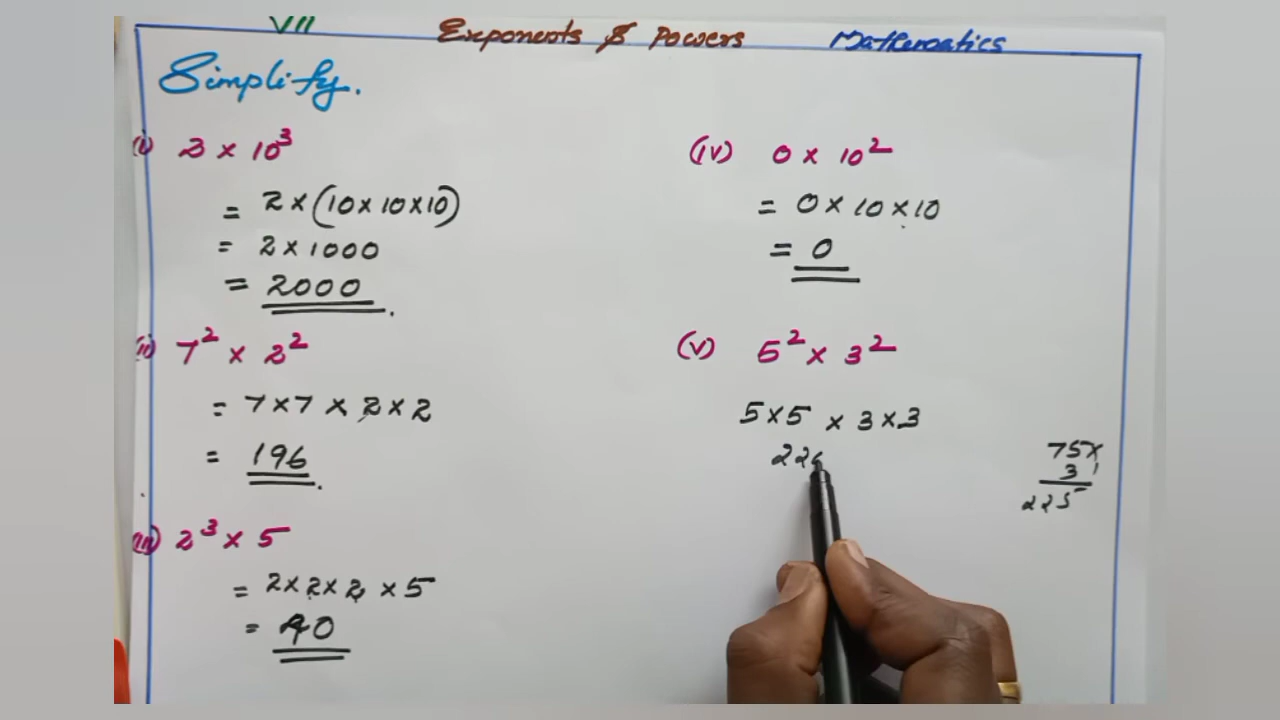 VII Exponents & Powers Mathematics
Simplify.
(i) 2 × 10³
= 2 × (10 × 10 × 10)
= 2 × 1000
= 2000.
(ii) 7² × 2²
= 7 × 7 × 2 × 2
= 196.
(iii) 2³ × 5
= 2 × 2 × 2 × 5
= 40
(iv) 0 × 10²
= 0 × 10 × 10
= 0
(v) 5² × 3²
5 × 5 × 3 × 3
22
75 ×
3
225